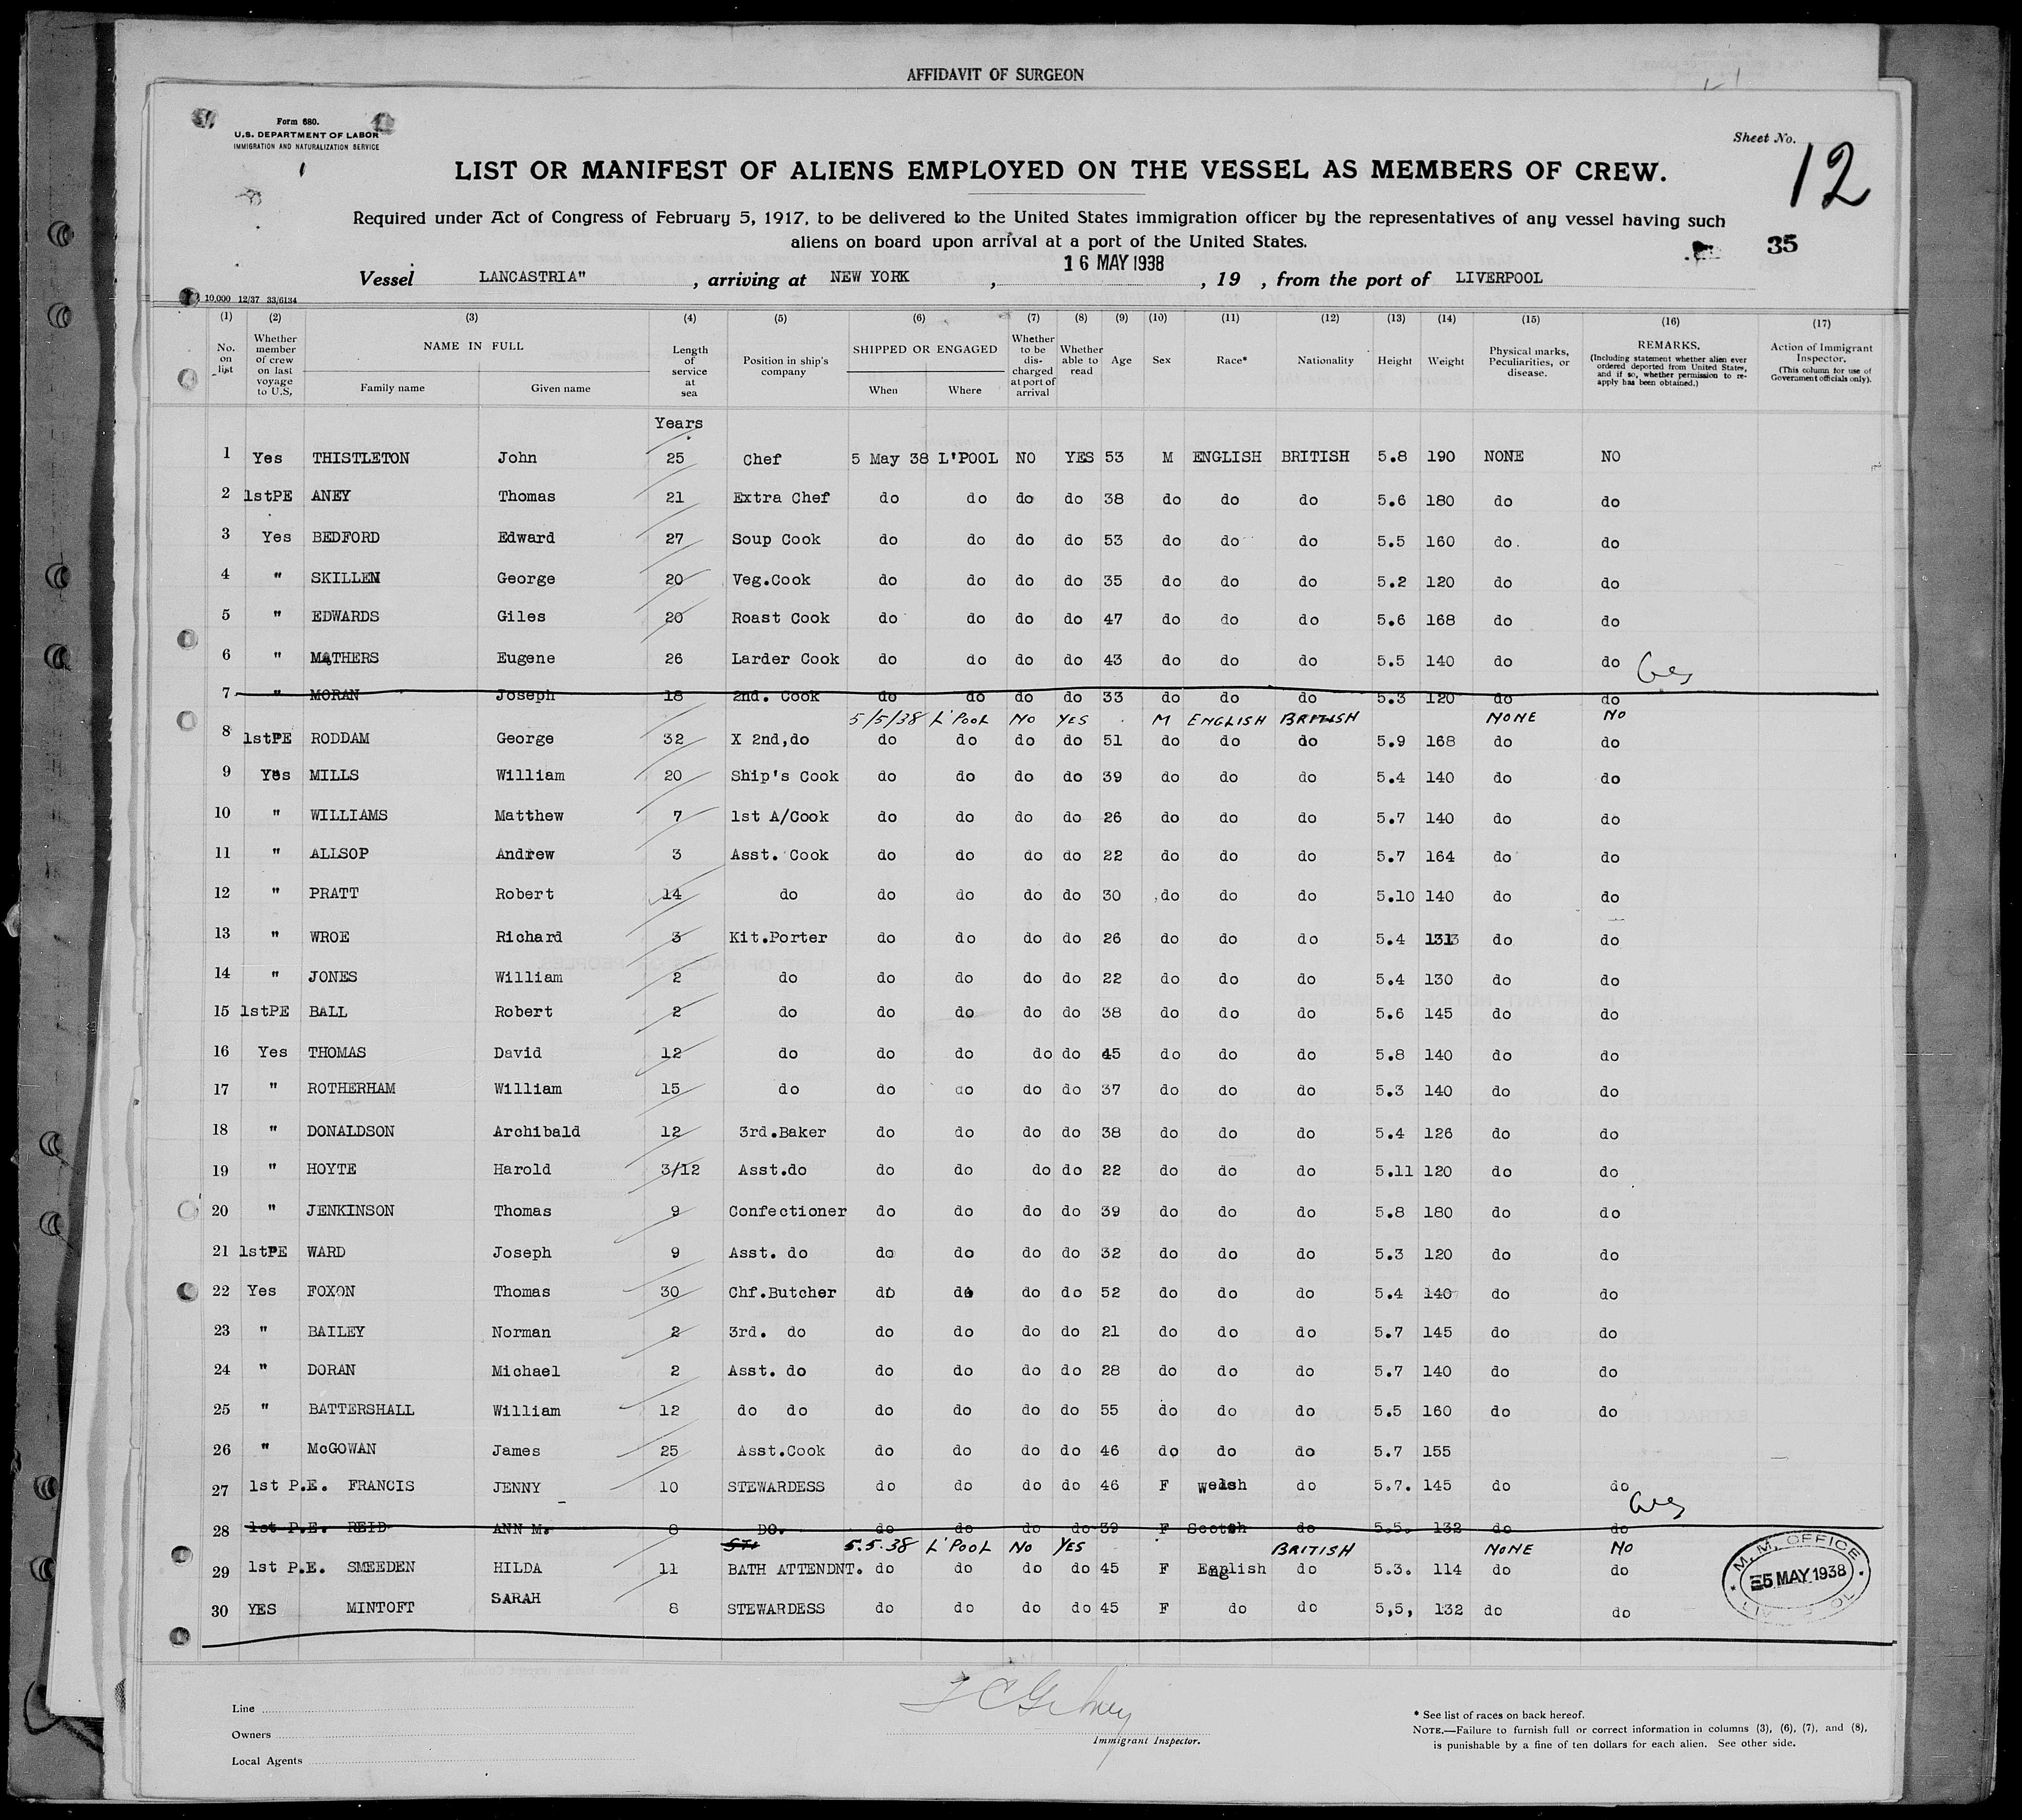 AFFIDAVIT OF SURGEON
Form 680.
U.S. DEPARTMENT OF LABOR
IMMIGRATION AND NATURALIZATION SERVICE
Sheet No. 12
LIST OR MANIFEST OF ALIENS EMPLOYED ON THE VESSEL AS MEMBERS OF CREW.
Required under Act of Congress of February 5, 1917, to be delivered to the United States immigration officer by the representatives of any vessel having such
aliens on board upon arrival at a port of the United States.
35
Vessel LANCASTRIA" , arriving at NEW YORK , 16 MAY 1938 , 19 , from the port of LIVERPOOL
10,000 12/37 33/6134
(1) (2) (3) (4) (5) (6) (7) (8) (9) (10) (11) (12) (13) (14) (15) (16) (17)
No. on list
Whether member of crew on last voyage to U.S,
NAME IN FULL
Family name Given name
Length of service at sea
Position in ship's company
SHIPPED OR ENGAGED
When Where
Whether to be discharged at port of arrival
Whether able to read
Age
Sex
Race*
Nationality
Height
Weight
Physical marks, Peculiarities, or disease.
REMARKS.
(Including statement whether alien ever ordered deported from United States, and if so, whether permission to re-apply has been obtained.)
Action of Immigrant Inspector.
(This column for use of Government officials only).
Years
1 Yes THISTLETON John 25 Chef 5 May 38 L'POOL NO YES 53 M ENGLISH BRITISH 5.8 190 NONE NO
2 1stPE ANEY Thomas 21 Extra Chef do do do do 38 do do do 5.6 180 do do
3 Yes BEDFORD Edward 27 Soup Cook do do do do 53 do do do 5.5 160 do. do
4 " SKILLEN George 20 Veg.Cook do do do do 35 do do do 5.2 120 do do
5 " EDWARDS Giles 20 Roast Cook do do do do 47 do do do 5.6 168 do do
6 " MATHERS Eugene 26 Larder Cook do do do do 43 do do do 5.5 140 do do
7 " MORAN Joseph 18 2nd. Cook do do do do 33 do do do 5.3 120 do do
5/5/38 L'POOL NO YES M ENGLISH BRITISH NONE NO
8 1stPE RODDAM George 32 X 2nd,do do do do do 51 do do do 5.9 168 do do
9 Yes MILLS William 20 Ship's Cook do do do do 39 do do do 5.4 140 do do
10 " WILLIAMS Matthew 7 1st A/Cook do do do do 26 do do do 5.7 140 do do
11 " ALLSOP Andrew 3 Asst. Cook do do do do 22 do do do 5.7 164 do do
12 " PRATT Robert 14 do do do do do 30 do do do 5.10 140 do do
13 " WROE Richard 3 Kit.Porter do do do do 26 do do do 5.4 do do
14 " JONES William 2 do do do do do 22 do do do 5.4 130 do do
15 1stPE BALL Robert 2 do do do do do 38 do do do 5.6 145 do do
16 Yes THOMAS David 12 do do do do do 45 do do do 5.8 140 do do
17 " ROTHERHAM William 15 do do do do do 37 do do do 5.3 140 do do
18 " DONALDSON Archibald 12 3rd.Baker do do do do 38 do do do 5.4 126 do do
19 " HOYTE Harold 3/12 Asst.do do do do do 22 do do do 5.11 120 do do
20 " JENKINSON Thomas 9 Confectioner do do do do 39 do do do 5.8 180 do do
21 1stPE WARD Joseph 9 Asst. do do do do do 32 do do do 5.3 120 do do
22 Yes FOXON Thomas 30 Chf.Butcher do do do do 52 do do do 5.4 140 do do
23 " BAILEY Norman 2 3rd. do do do do do 21 do do do 5.7 145 do do
24 " DORAN Michael 2 Asst. do do do do do 28 do do do 5.7 140 do do
25 " BATTERSHALL William 12 do do do do do do 55 do do do 5.5 160 do do
26 " McGOWAN James 25 Asst.Cook do do do do 46 do do do 5.7 155
27 1st P.E. FRANCIS JENNY 10 STEWARDESS do do do do 46 F Welsh do 5.7. 145 do do
28 1st P.E. REID ANN M. 8 DO. do do do do 39 F Scotch do 5.5. 132 do do
5.5.38 L'POOL NO YES BRITISH NONE NO
29 1st P.E. SMEEDEN HILDA 11 BATH ATTENDNT. do do do do 45 F English do 5.3. 114 do do
30 YES MINTOFT SARAH 8 STEWARDESS do do do do 45 F do do 5,5, 132 do do
M. M. OFFICE
5 MAY 1938
Line
Owners
Local Agents
Immigrant Inspector.
* See list of races on back hereof.
NOTE.—Failure to furnish full or correct information in columns (3), (6), (7), and (8),
is punishable by a fine of ten dollars for each alien. See other side.